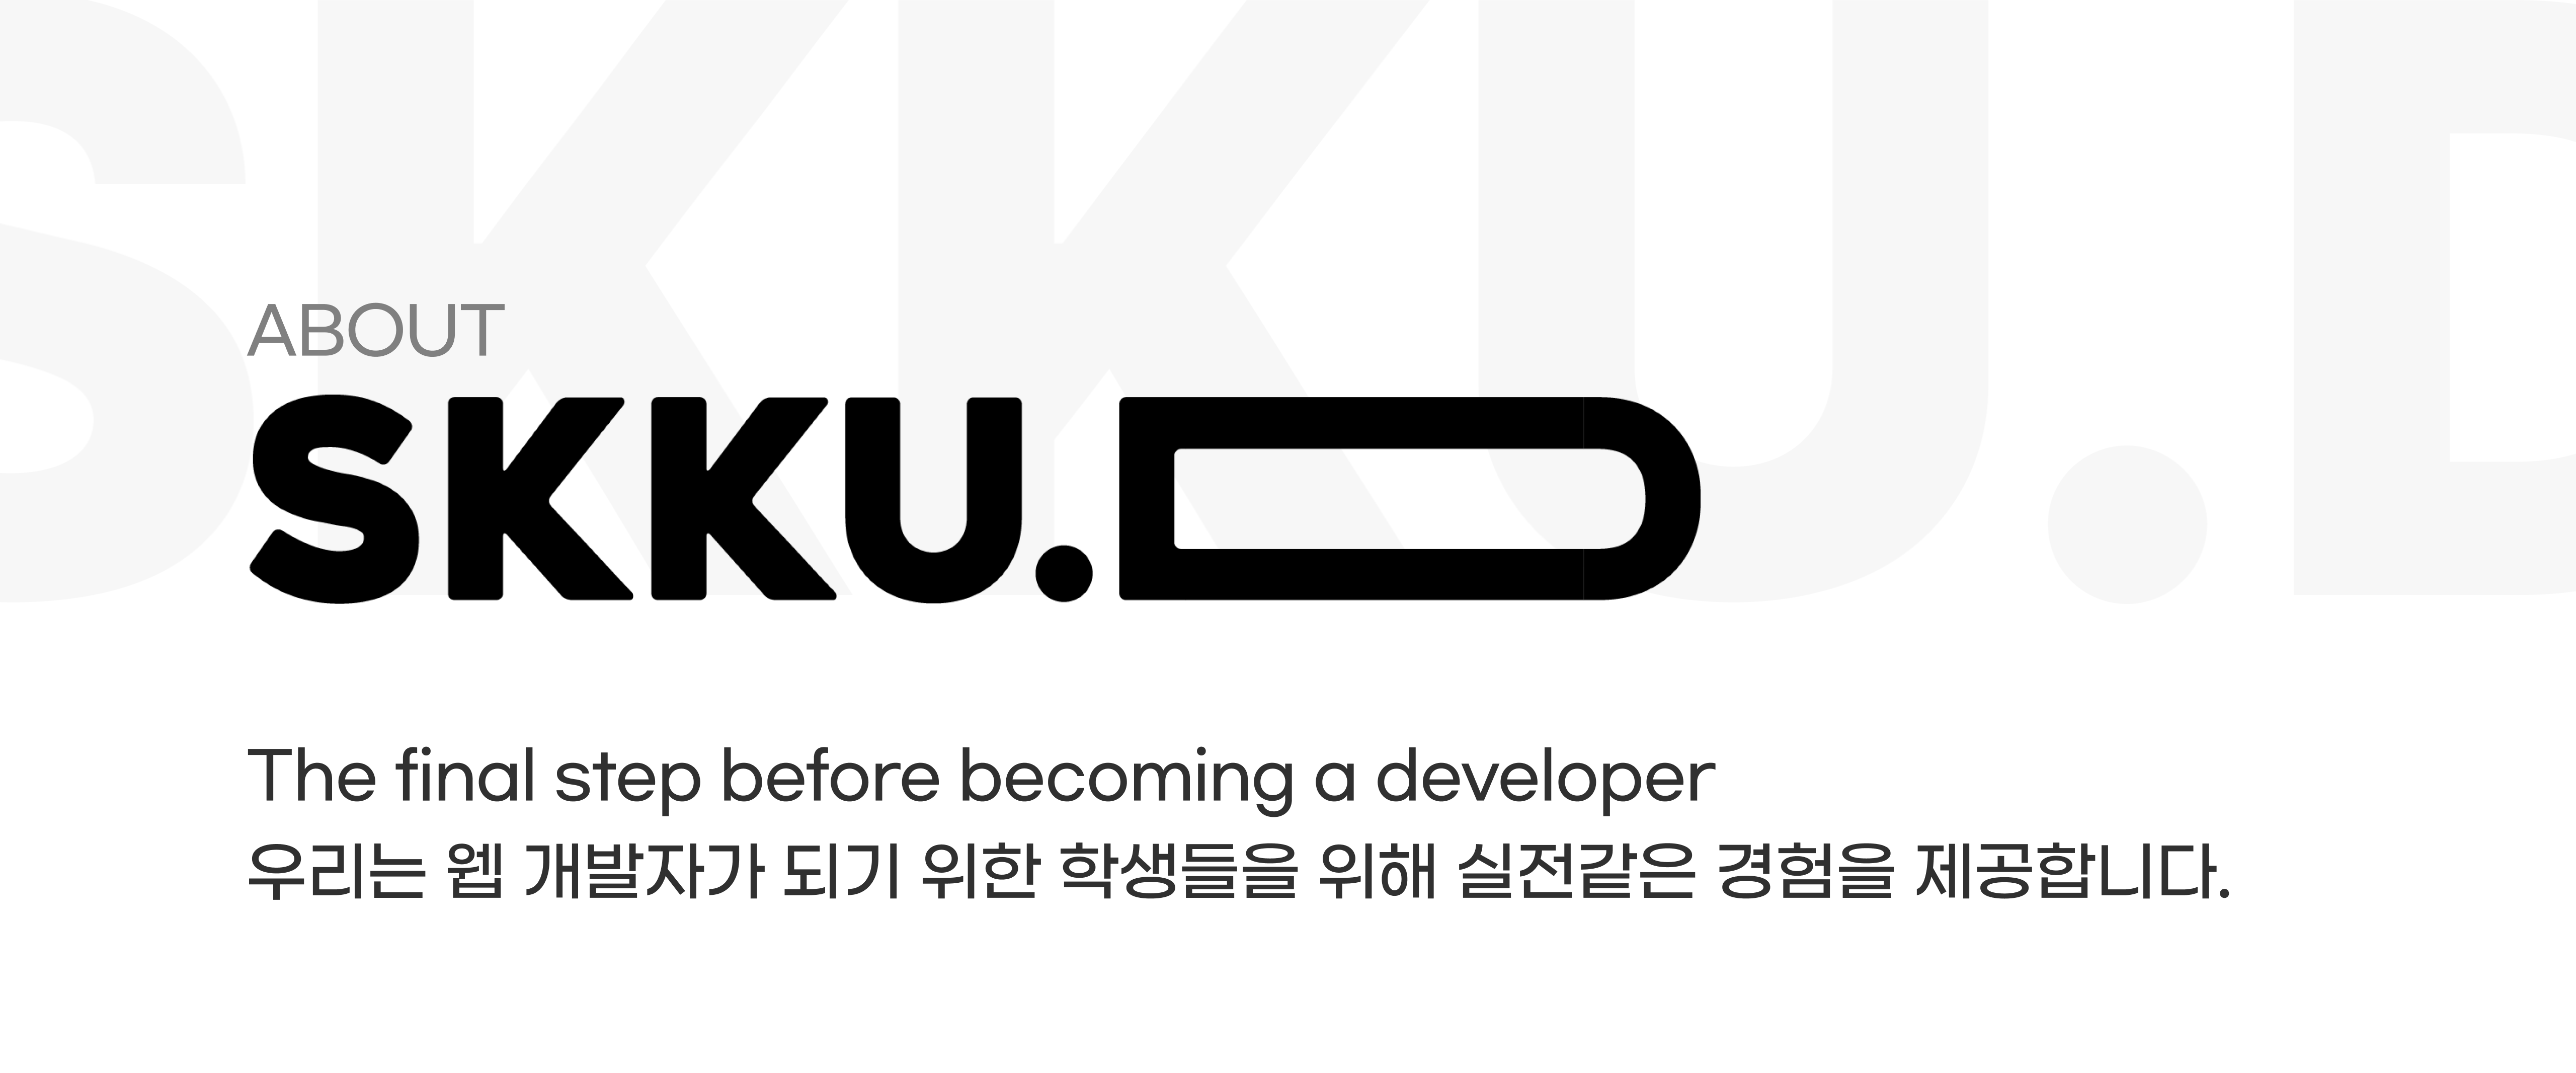 ABOUT
SKKU.D
The final step before becoming a developer
우리는 웹 개발자가 되기 위한 학생들을 위해 실전같은 경험을 제공합니다.